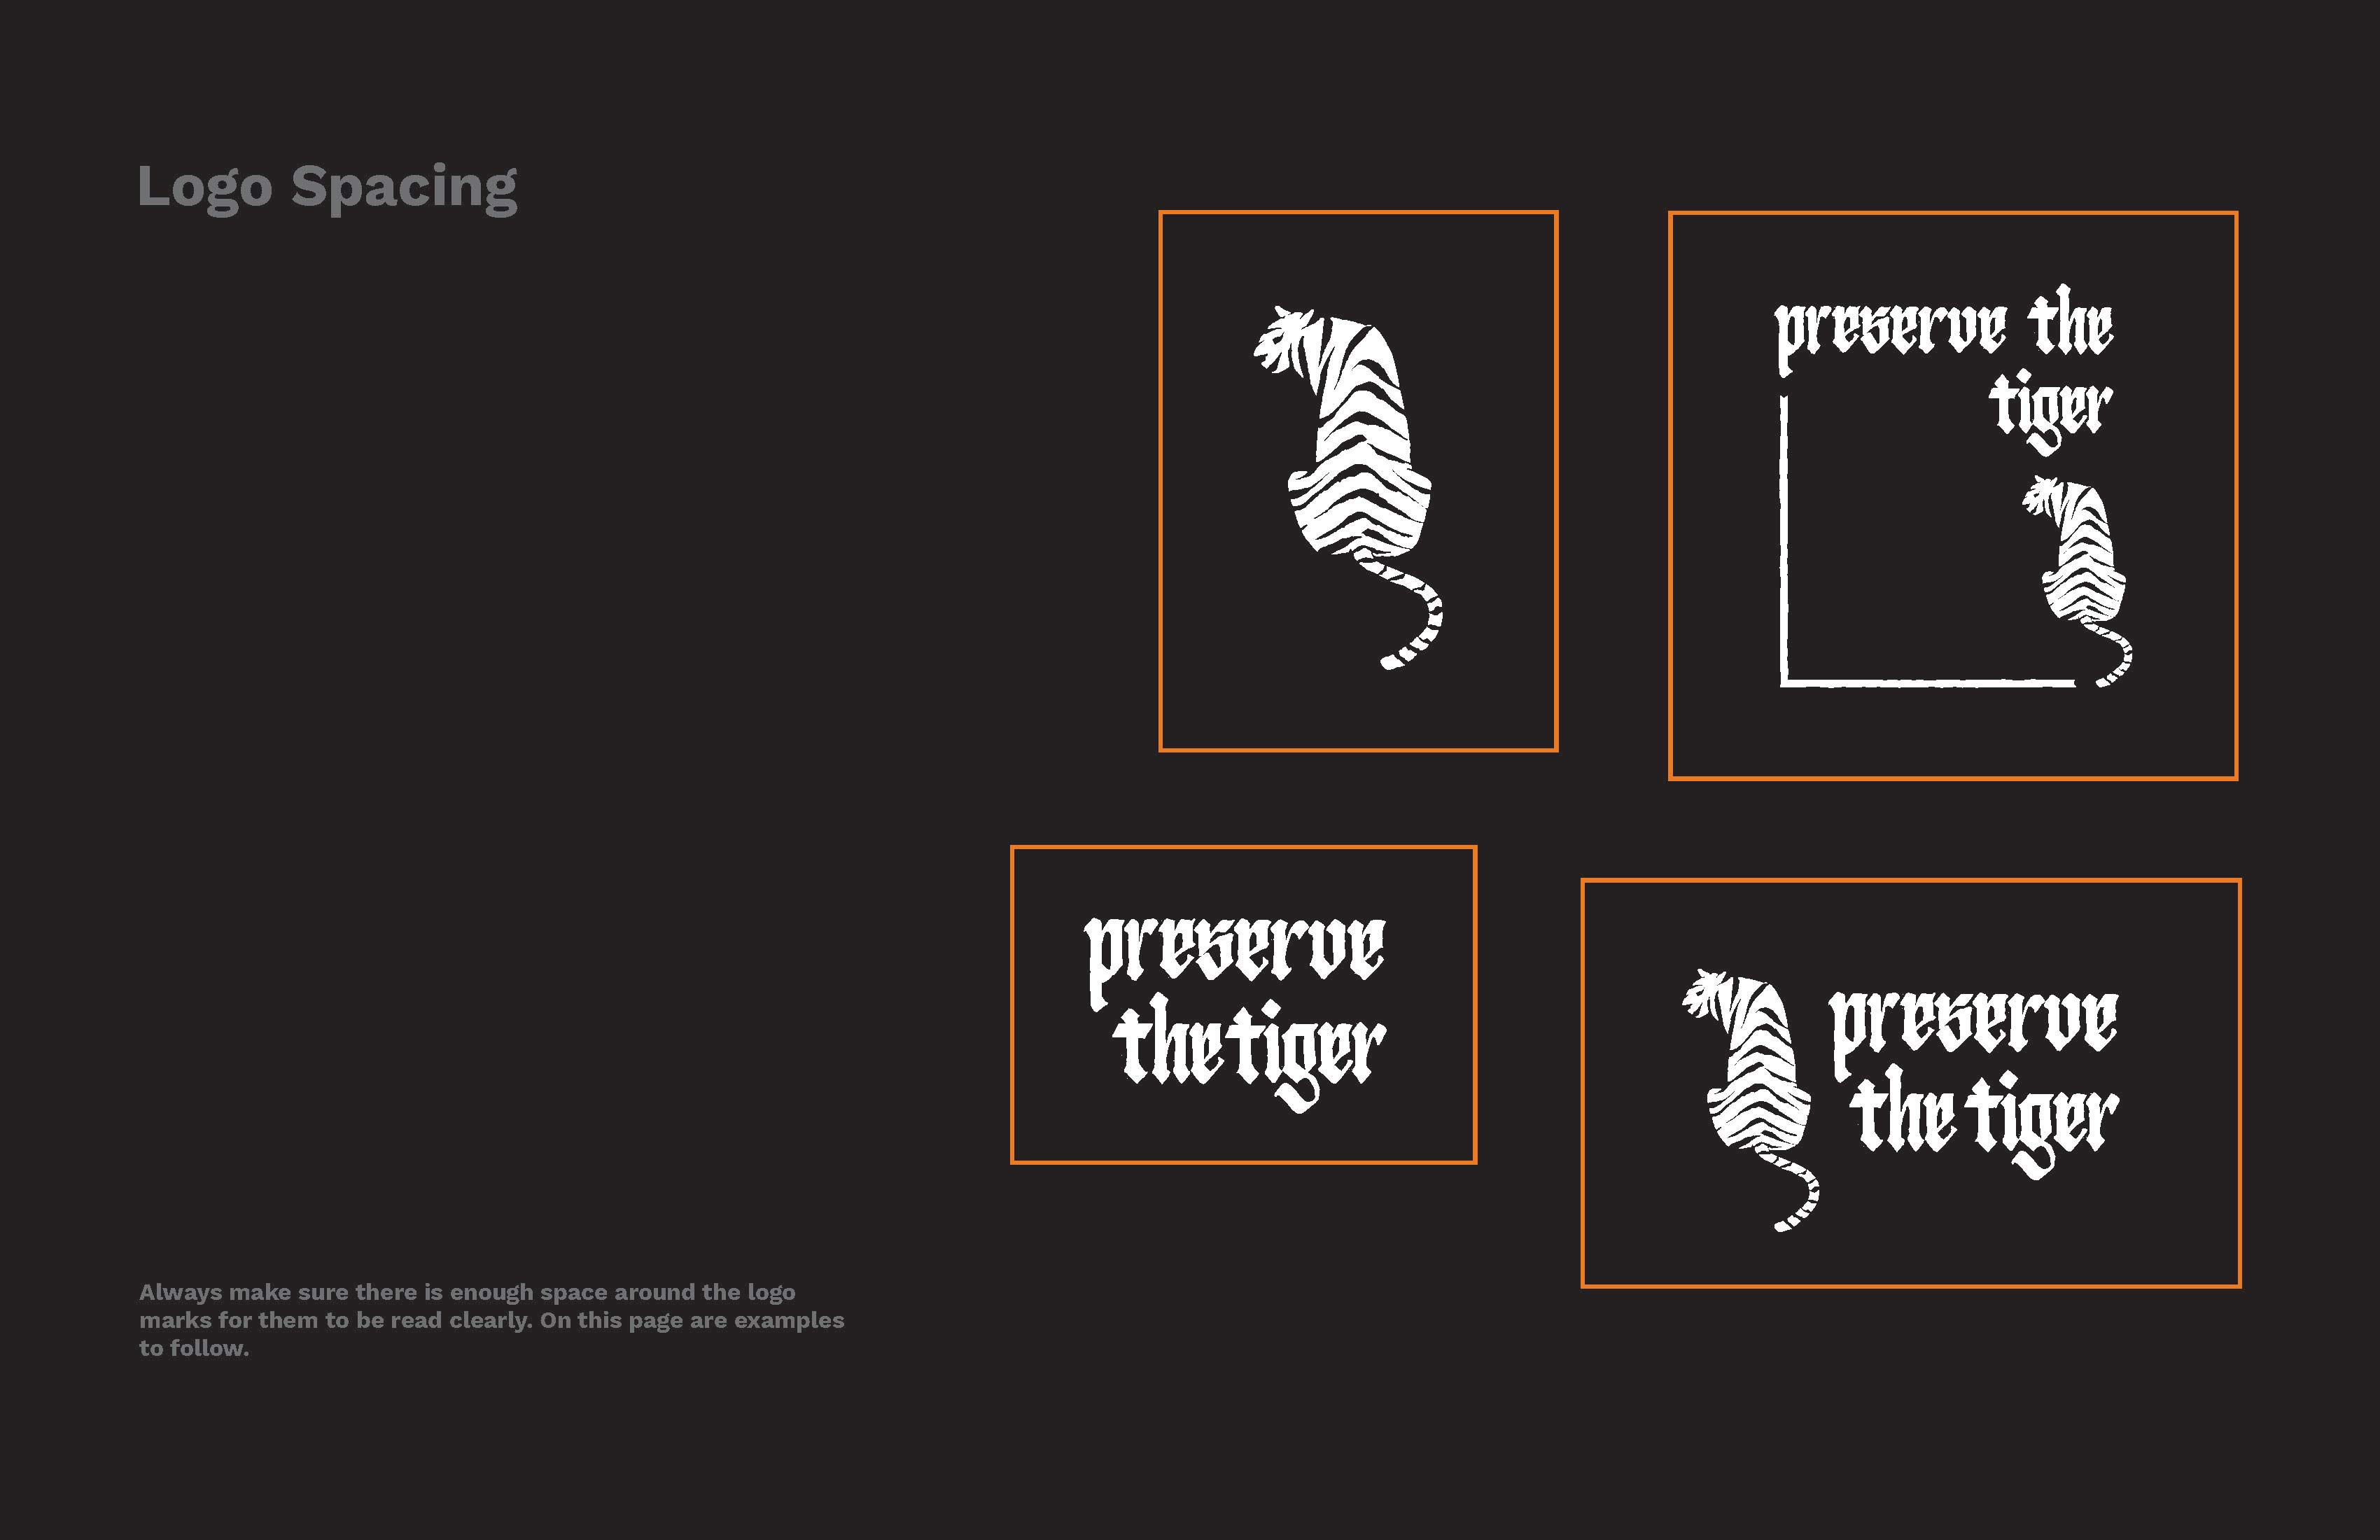 Logo Spacing
preserve the
tiger
preserve
the tiger
preserve
the tiger
Always make sure there is enough space around the logo
marks for them to be read clearly. On this page are examples
to follow.